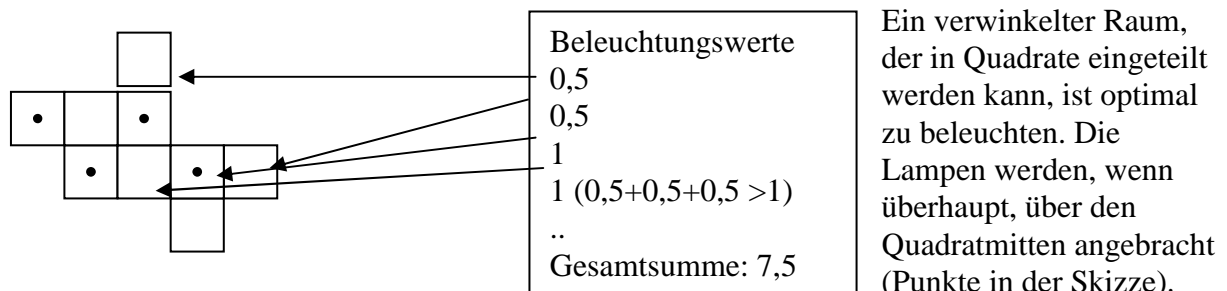 Beleuchtungswerte
0,5
0,5
1
1 (0,5+0,5+0,5 >1)
..
Gesamtsumme: 7,5
Ein verwinkelter Raum,
der in Quadrate eingeteilt
werden kann, ist optimal
zu beleuchten. Die
Lampen werden, wenn
überhaupt, über den
Quadratmitten angebracht
(Punkte in der Skizze).